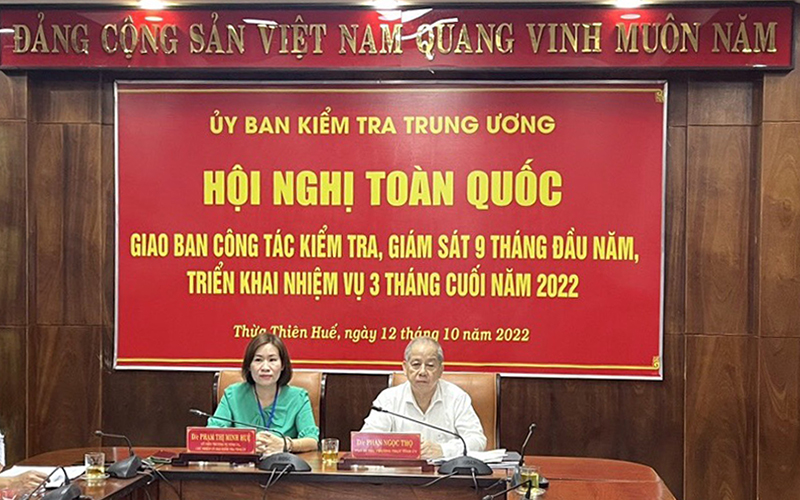 ĐẢNG CỘNG SẢN VIỆT NAM QUANG VINH MUÔN NĂM
ỦY BAN KIỂM TRA TRUNG ƯƠNG
HỘI NGHỊ TOÀN QUỐC
GIAO BAN CÔNG TÁC KIỂM TRA, GIÁM SÁT 9 THÁNG ĐẦU NĂM,
TRIỂN KHAI NHIỆM VỤ 3 THÁNG CUỐI NĂM 2022
Thừa Thiên Huế, ngày 12 tháng 10 năm 2022
Đ/c PHẠM THỊ MINH HUỆ
Đ/c PHAN NGỌC THỌ